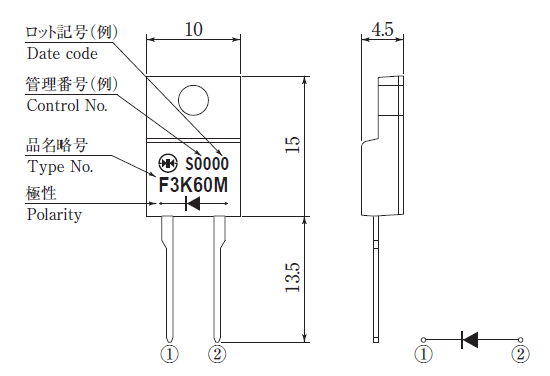 ロット記号(例)
Date code
管理番号(例)
Control No.
品名略号
Type No.
極性
Polarity
10
4.5
15
13.5
S0000
F3K60M
①
②
①
②